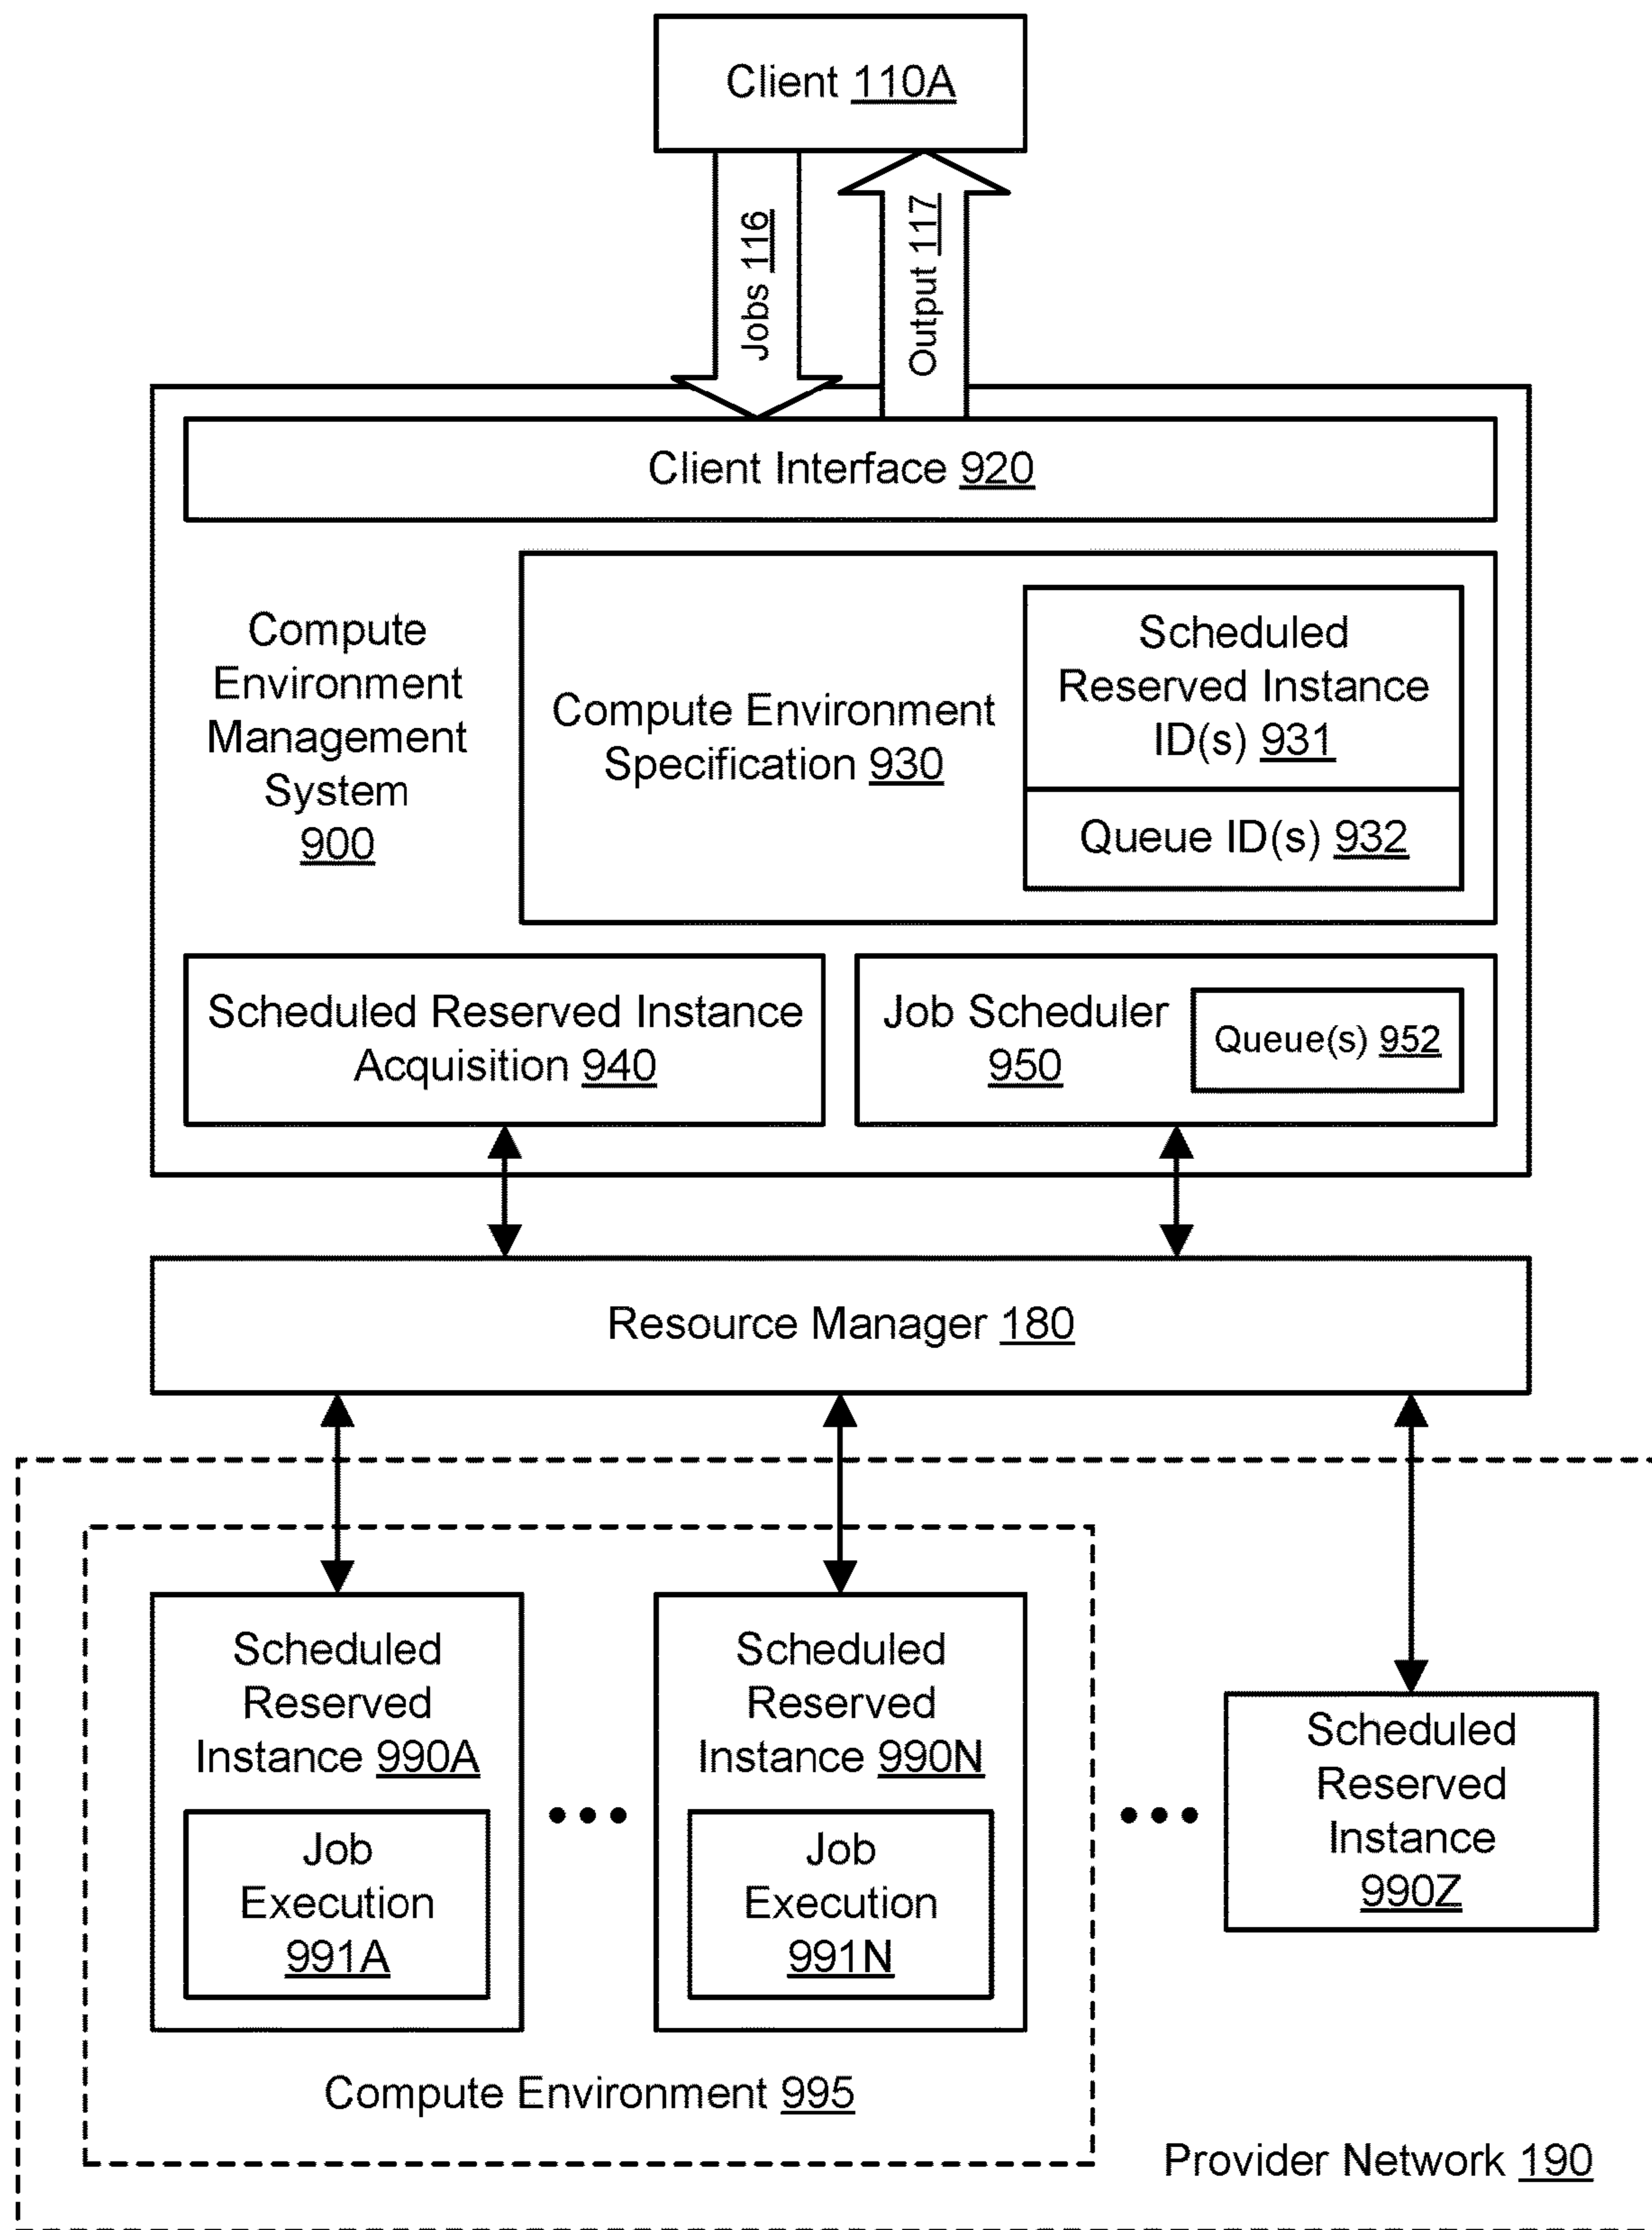 Client 110A
Jobs 116
Output 117
Client Interface 920
Compute
Environment
Management
System
900
Compute Environment
Specification 930
Scheduled
Reserved Instance
ID(s) 931
Queue ID(s) 932
Scheduled Reserved Instance
Acquisition 940
Job Scheduler
950
Queue(s) 952
Resource Manager 180
Scheduled
Reserved
Instance 990A
Job
Execution
991A
Scheduled
Reserved
Instance 990N
Job
Execution
991N
Scheduled
Reserved
Instance
990Z
Compute Environment 995
Provider Network 190